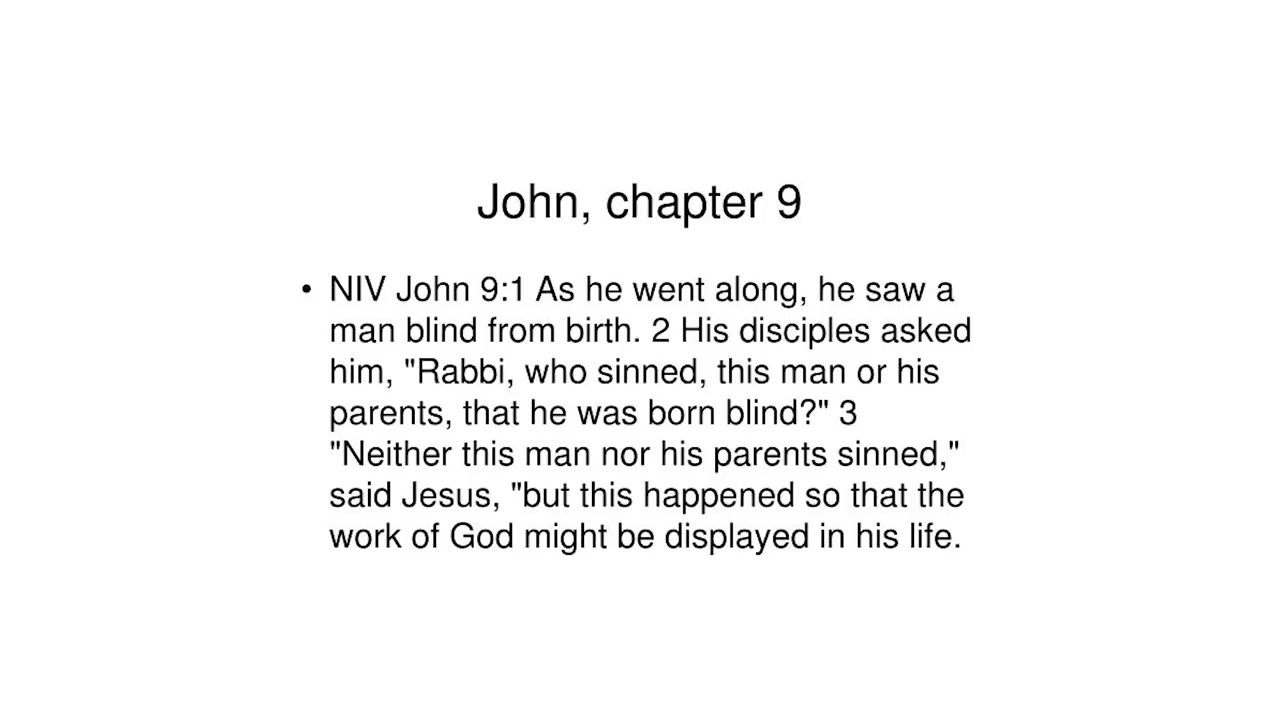 John, chapter 9
• NIV John 9:1 As he went along, he saw a
man blind from birth. 2 His disciples asked
him, "Rabbi, who sinned, this man or his
parents, that he was born blind?" 3
"Neither this man nor his parents sinned,"
said Jesus, "but this happened so that the
work of God might be displayed in his life.